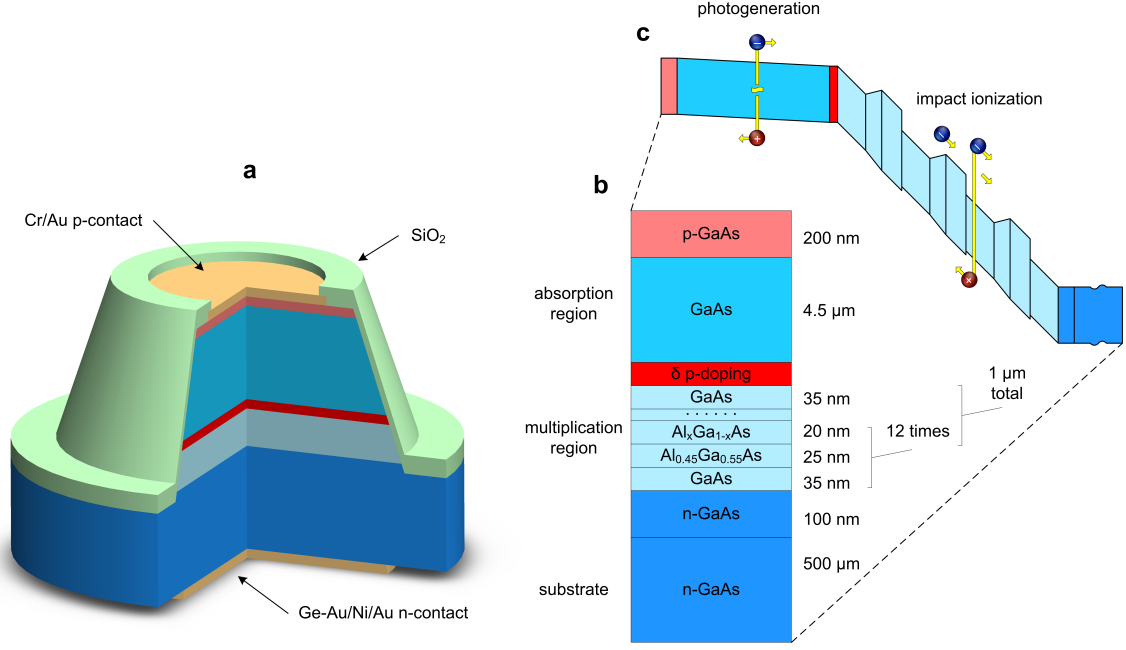 a
Cr/Au p-contact
SiO₂
Ge-Au/Ni/Au n-contact
b
p-GaAs
200 nm
absorption
region
GaAs
4.5 µm
δ p-doping
GaAs
35 nm
. . . . . .
multiplication
region
AlₓGa₁₋ₓAs
20 nm
Al₀.₄₅Ga₀.₅₅As
25 nm
GaAs
35 nm
12 times
1 µm
total
n-GaAs
100 nm
500 µm
substrate
n-GaAs
c
photogeneration
−
+
impact ionization
−
−
+